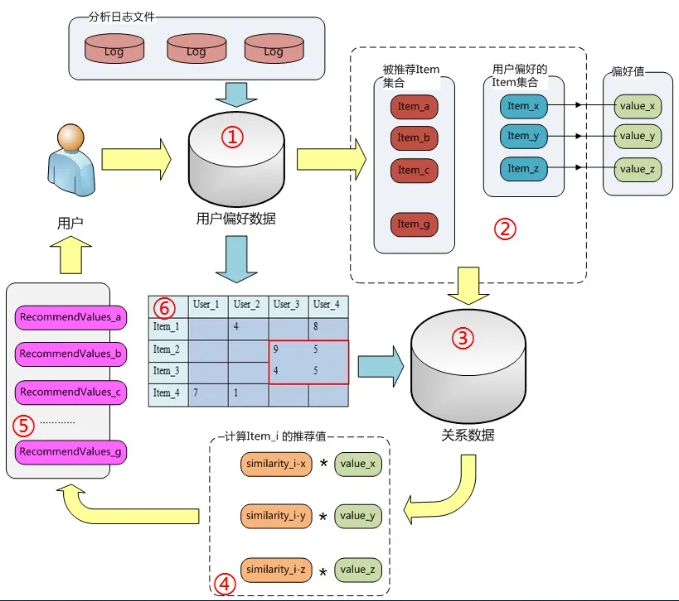 分析日志文件
Log Log Log
①
用户偏好数据
用户
被推荐Item
集合
Item_a
Item_b
Item_c
Item_g
用户偏好的
Item集合
Item_x
Item_y
Item_z
偏好值
value_x
value_y
value_z
②
⑥ User_1 User_2 User_3 User_4
Item_1 4 8
Item_2 9 5
Item_3 4 5
Item_4 7 1
③
关系数据
计算Item_i 的推荐值
similarity_i-x * value_x
similarity_i-y * value_y
similarity_i-z * value_z
④
RecommendValues_a
RecommendValues_b
RecommendValues_c
⑤ …………
RecommendValues_g